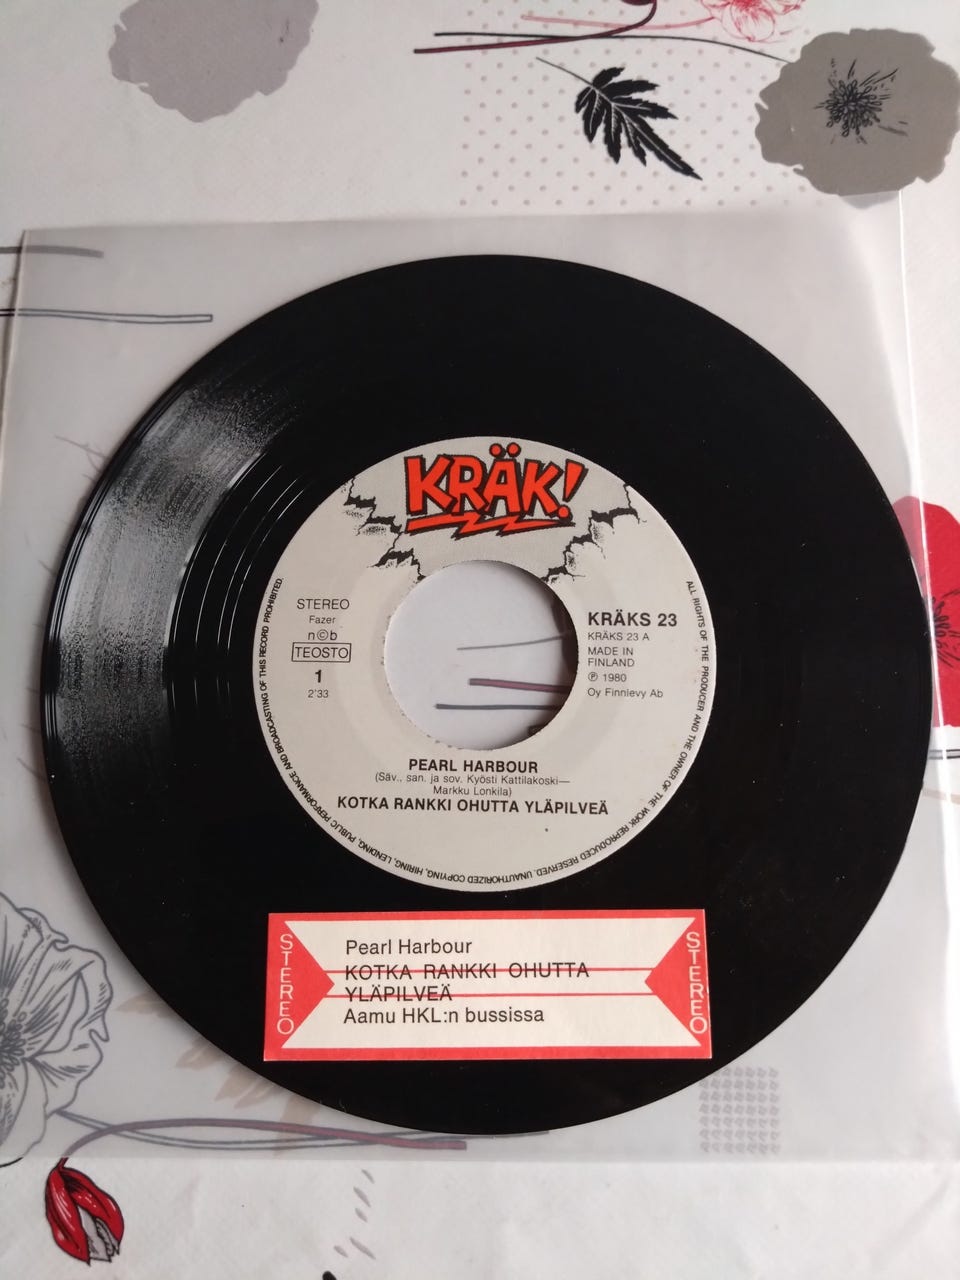 KRÄK!
STEREO
Fazer
n©b
TEOSTO
1
2'33
KRÄKS 23
KRÄKS 23 A
MADE IN
FINLAND
℗ 1980
Oy Finnlevy Ab
PEARL HARBOUR
(Säv., san. ja sov. Kyösti Kattilakoski—
Markku Lonkila)
KOTKA RANKKI OHUTTA YLÄPILVEÄ
ALL RIGHTS OF THE PRODUCER AND THE OWNER OF THE WORK REPRODUCED RESERVED. UNAUTHORIZED COPYING, HIRING, LENDING, PUBLIC PERFORMANCE AND BROADCASTING OF THIS RECORD PROHIBITED.
STEREO
Pearl Harbour
KOTKA RANKKI OHUTTA
YLÄPILVEÄ
Aamu HKL:n bussissa
STEREO